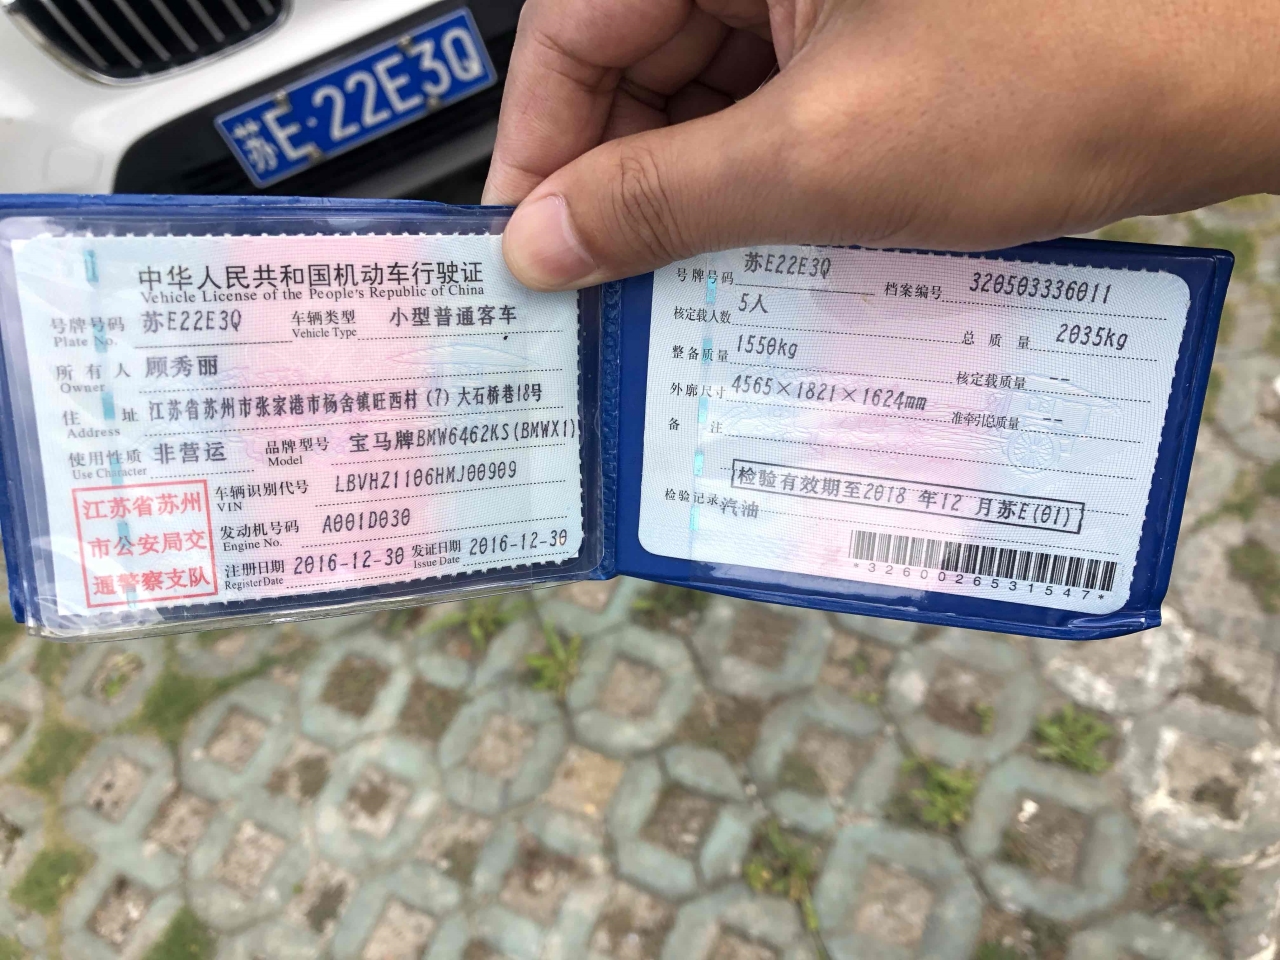 苏E·22E3Q
中华人民共和国机动车行驶证
Vehicle License of the People's Republic of China
号牌号码 苏E22E3Q 车辆类型 小型普通客车
Plate No. Vehicle Type
所有人 顾秀丽
Owner
住址 江苏省苏州市张家港市杨舍镇旺西村(7)大石桥巷18号
Address
使用性质 非营运 品牌型号 宝马牌BMW6462KS(BMWX1)
Use Character Model
江苏省苏州
市公安局交
通警察支队
车辆识别代号 LBVHZ1106HMJ00909
VIN
发动机号码 A001D030
Engine No.
注册日期 2016-12-30 发证日期 2016-12-30
Register Date Issue Date
号牌号码 苏E22E3Q 档案编号 320503336011
核定载人数 5人 总质量 2035kg
整备质量 1550kg 核定载质量 --
外廓尺寸 4565×1821×1624mm 准牵引总质量 --
备注
检验有效期至2018年12月苏E(01)
检验记录 汽油
*3260026531547*